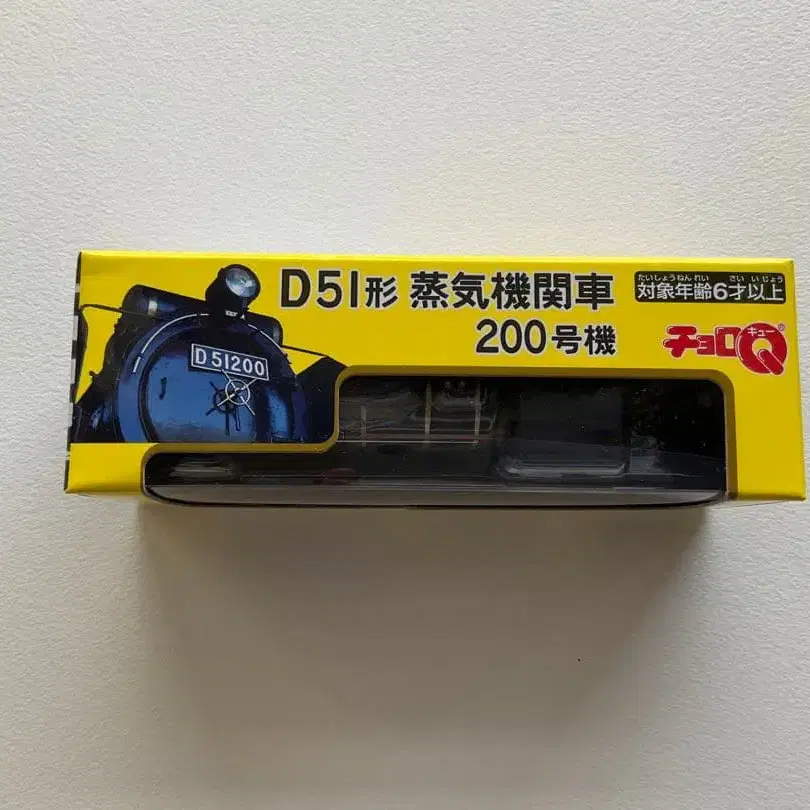 D51形 蒸気機関車
200号機
たいしょうねんれい さいいじょう
対象年齢6才以上
チョロQ®
キュー
D51200